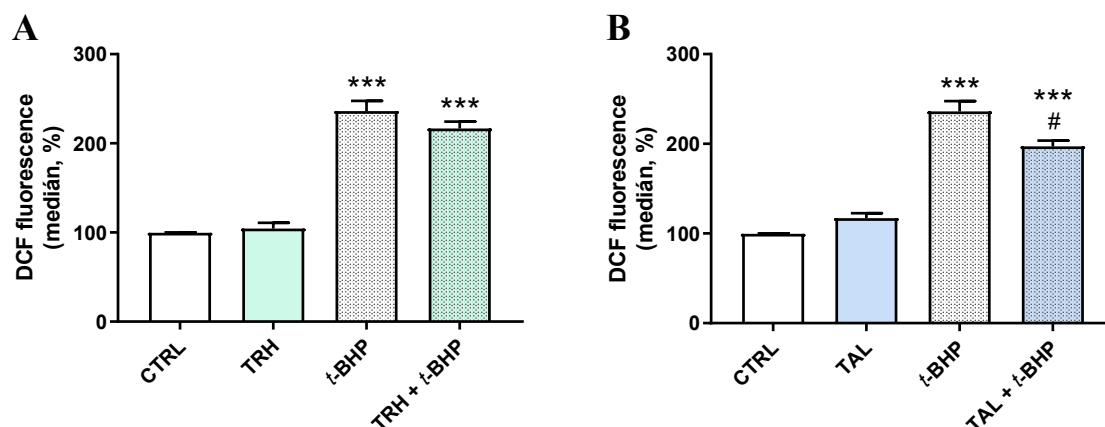 A
DCF fluorescence
(medián, %)
300
200
100
0
***
***
CTRL
TRH
t-BHP
TRH + t-BHP
B
DCF fluorescence
(medián, %)
300
200
100
0
***
***
#
CTRL
TAL
t-BHP
TAL + t-BHP